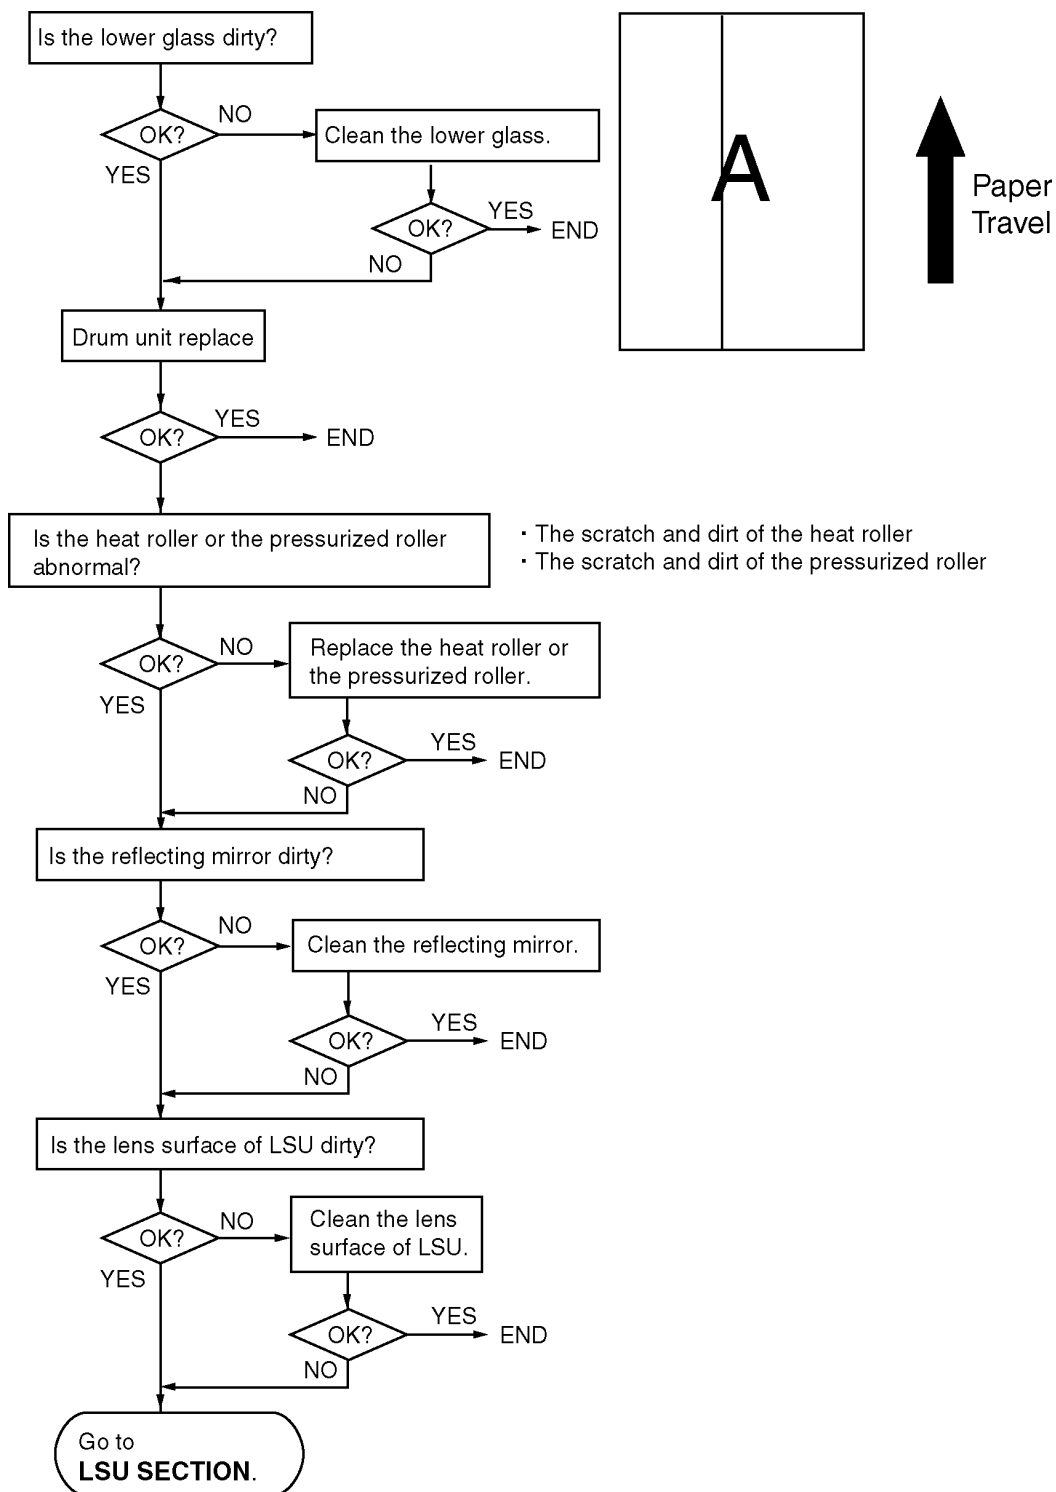 Is the lower glass dirty?
OK?
NO
Clean the lower glass.
YES
OK?
YES
END
NO
A
Paper
Travel
Drum unit replace
OK?
YES
END
Is the heat roller or the pressurized roller
abnormal?
· The scratch and dirt of the heat roller
· The scratch and dirt of the pressurized roller
OK?
NO
Replace the heat roller or
the pressurized roller.
YES
OK?
YES
END
NO
Is the reflecting mirror dirty?
OK?
NO
Clean the reflecting mirror.
YES
OK?
YES
END
NO
Is the lens surface of LSU dirty?
OK?
NO
Clean the lens
surface of LSU.
YES
OK?
YES
END
NO
Go to
LSU SECTION.